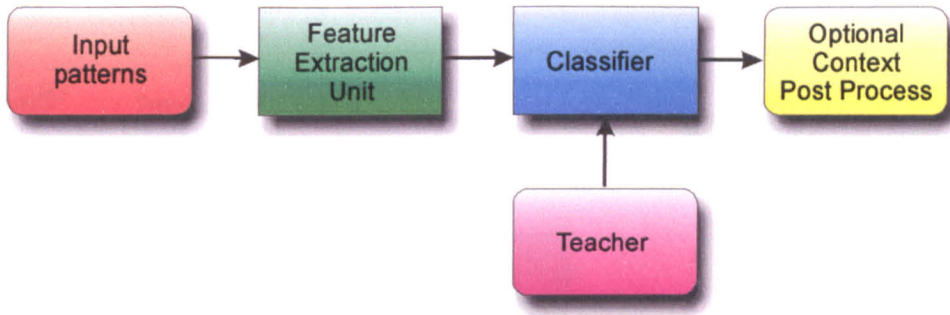 Input
patterns
Feature
Extraction
Unit
Classifier
Optional
Context
Post Process
Teacher